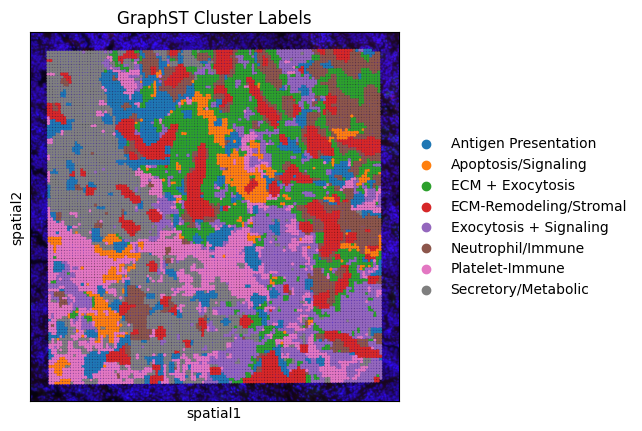 GraphST Cluster Labels
spatial2
spatial1
Antigen Presentation
Apoptosis/Signaling
ECM + Exocytosis
ECM-Remodeling/Stromal
Exocytosis + Signaling
Neutrophil/Immune
Platelet-Immune
Secretory/Metabolic